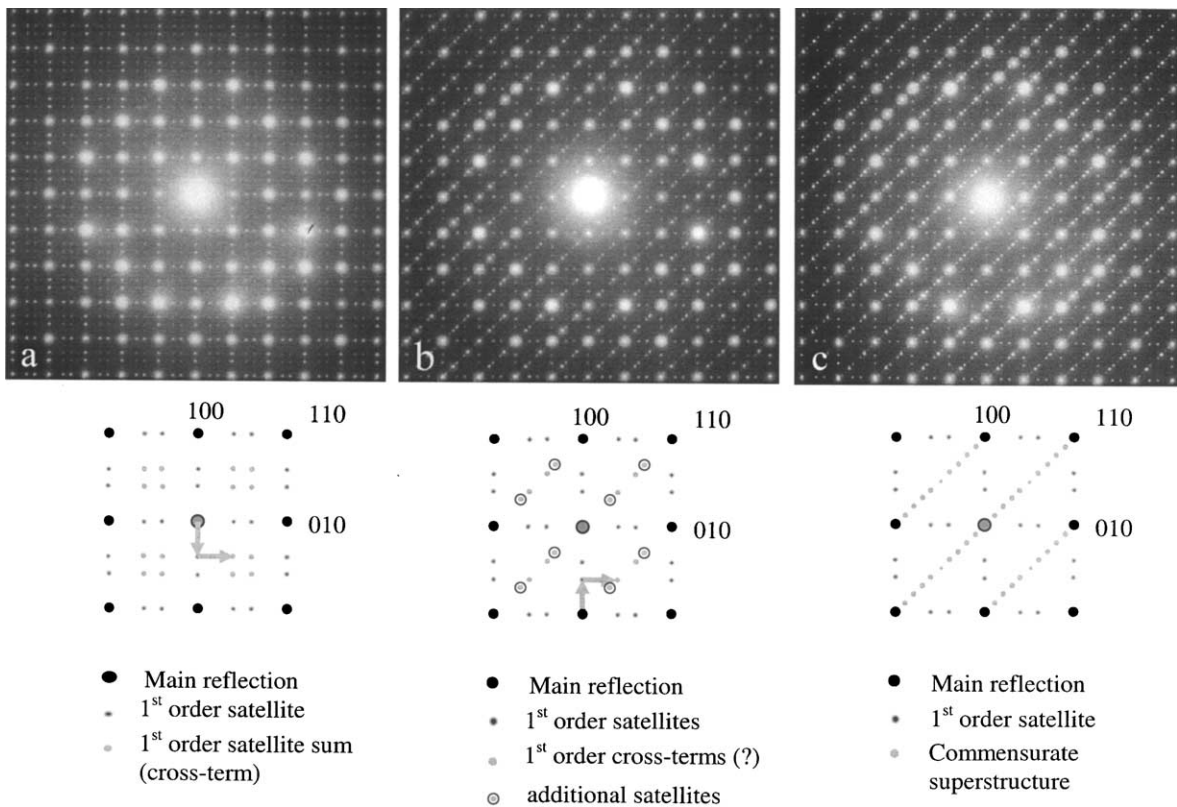 a
b
c
100
110
010
100
110
010
100
110
010
Main reflection
1st order satellite
1st order satellite sum
(cross-term)
Main reflection
1st order satellites
1st order cross-terms (?)
additional satellites
Main reflection
1st order satellite
Commensurate
superstructure